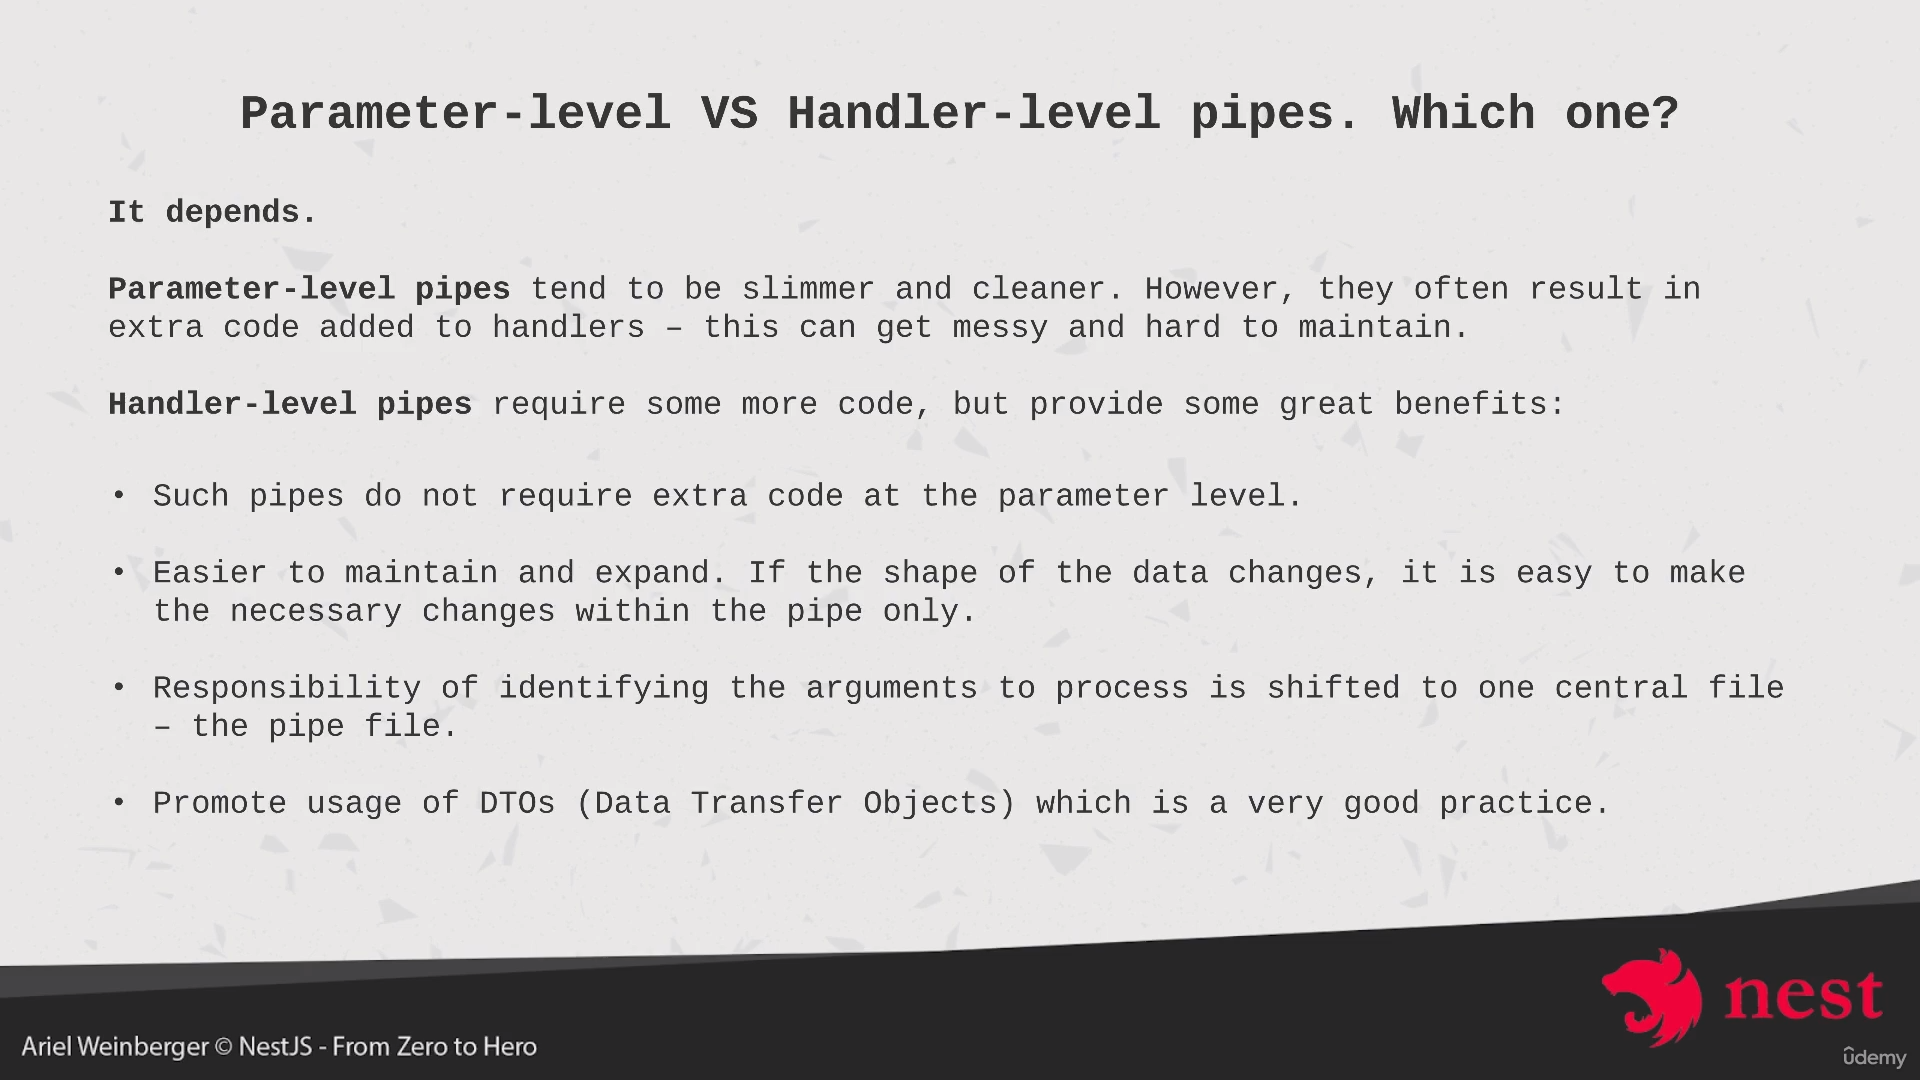 Parameter-level VS Handler-level pipes. Which one?
It depends.
Parameter-level pipes tend to be slimmer and cleaner. However, they often result in
extra code added to handlers – this can get messy and hard to maintain.
Handler-level pipes require some more code, but provide some great benefits:
• Such pipes do not require extra code at the parameter level.
• Easier to maintain and expand. If the shape of the data changes, it is easy to make
the necessary changes within the pipe only.
• Responsibility of identifying the arguments to process is shifted to one central file
– the pipe file.
• Promote usage of DTOs (Data Transfer Objects) which is a very good practice.
nest
Ariel Weinberger © NestJS - From Zero to Hero
ûdemy